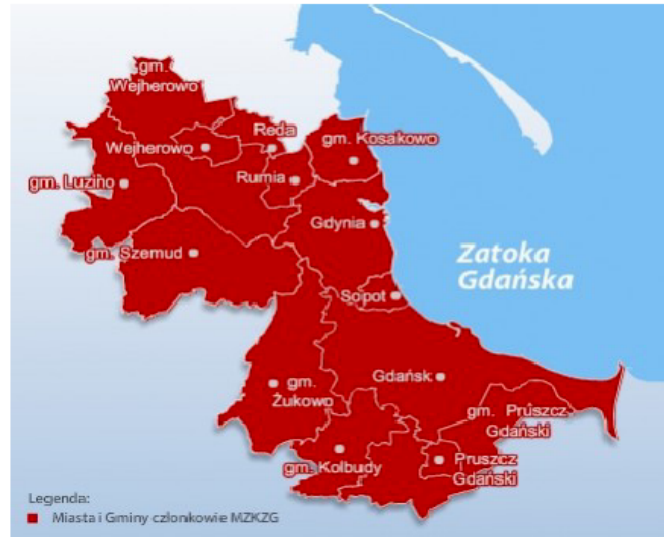 gm.
Wejherowo
Reda
gm. Kosakowo
Wejherowo
Rumia
gm. Luzino
Gdynia
gm. Szemud
Zatoka
Gdańska
Sopot
Gdańsk
gm.
Żukowo
gm. Pruszcz
Gdański
Pruszcz
Gdański
gm. Kolbudy
Legenda:
Miasta i Gminy członkowie MZKZG